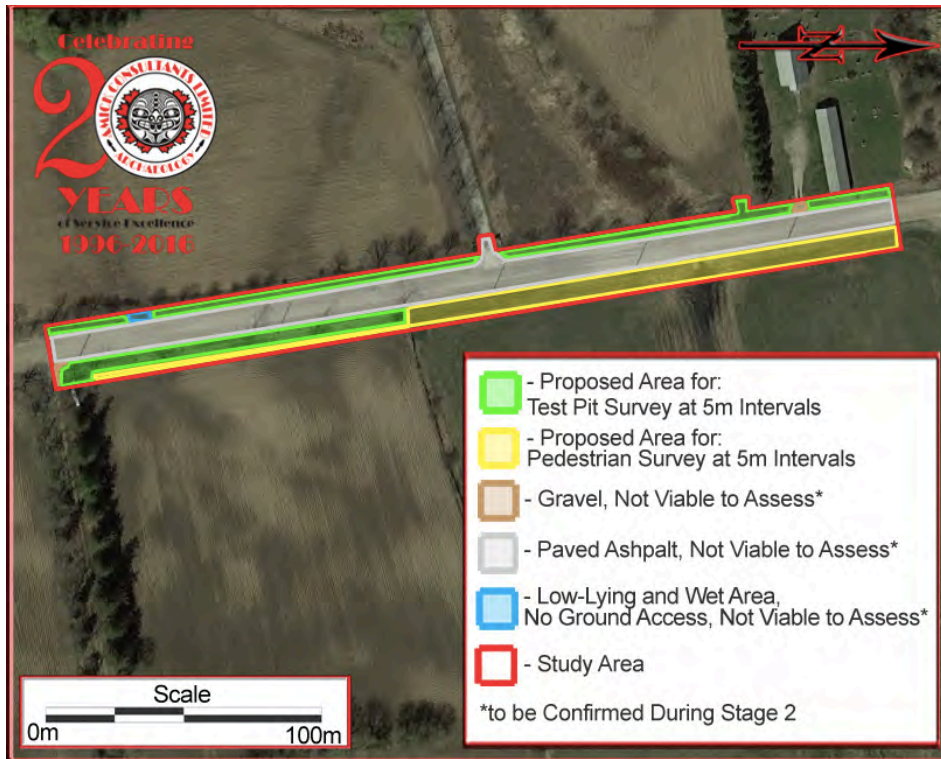 Celebrating
20
AMICK CONSULTANTS LIMITED
ARCHAEOLOGY
YEARS
of Service Excellence
1996-2016
N
- Proposed Area for:
Test Pit Survey at 5m Intervals
- Proposed Area for:
Pedestrian Survey at 5m Intervals
- Gravel, Not Viable to Assess*
- Paved Ashpalt, Not Viable to Assess*
- Low-Lying and Wet Area,
No Ground Access, Not Viable to Assess*
- Study Area
*to be Confirmed During Stage 2
Scale
0m 100m